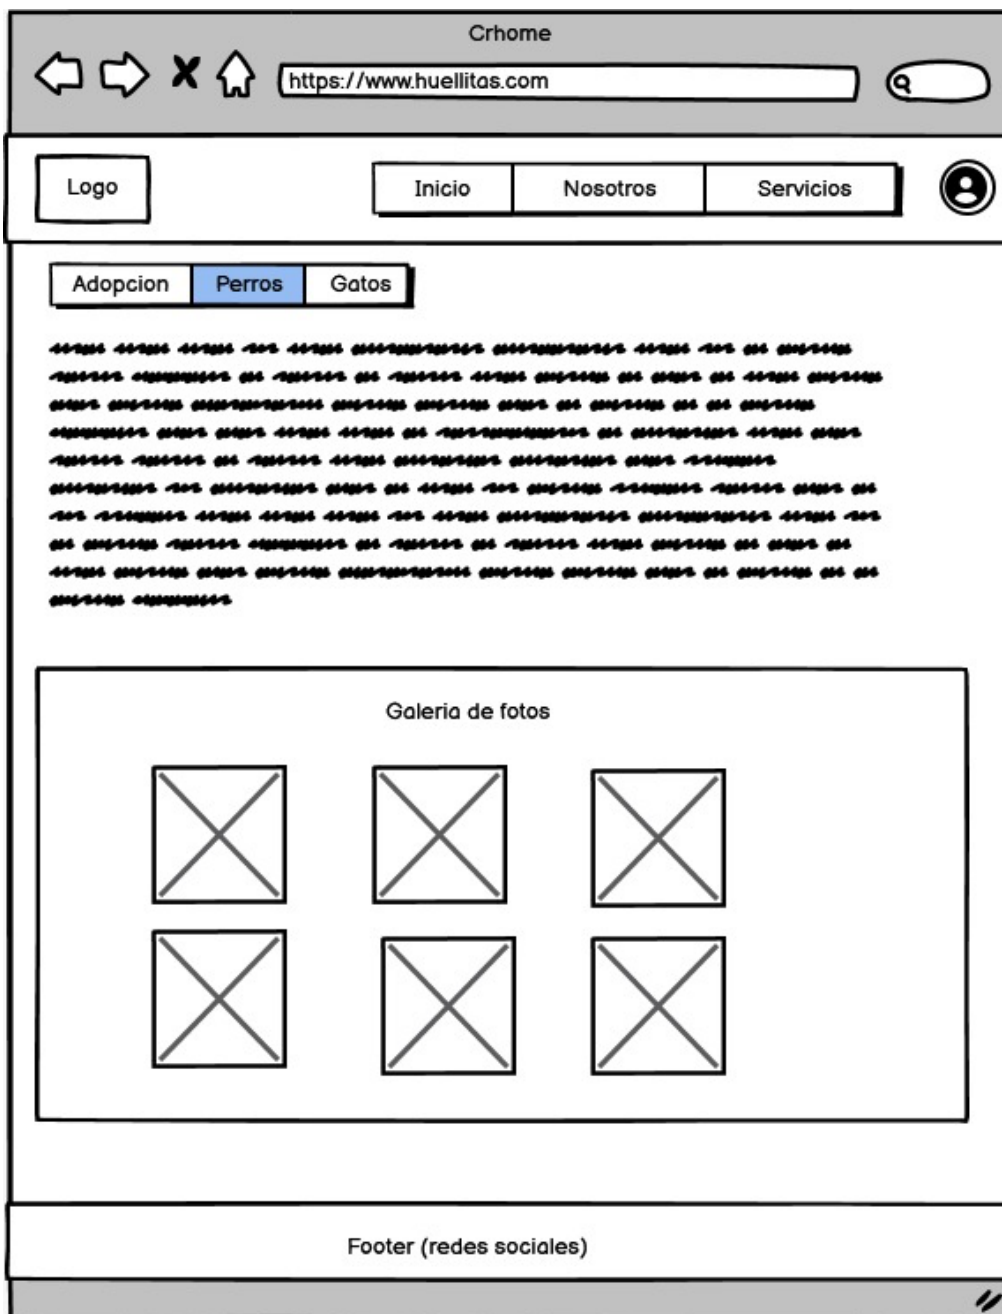 Crhome
https://www.huellitas.com
Logo
Inicio Nosotros Servicios
Adopcion Perros Gatos
Galeria de fotos
Footer (redes sociales)